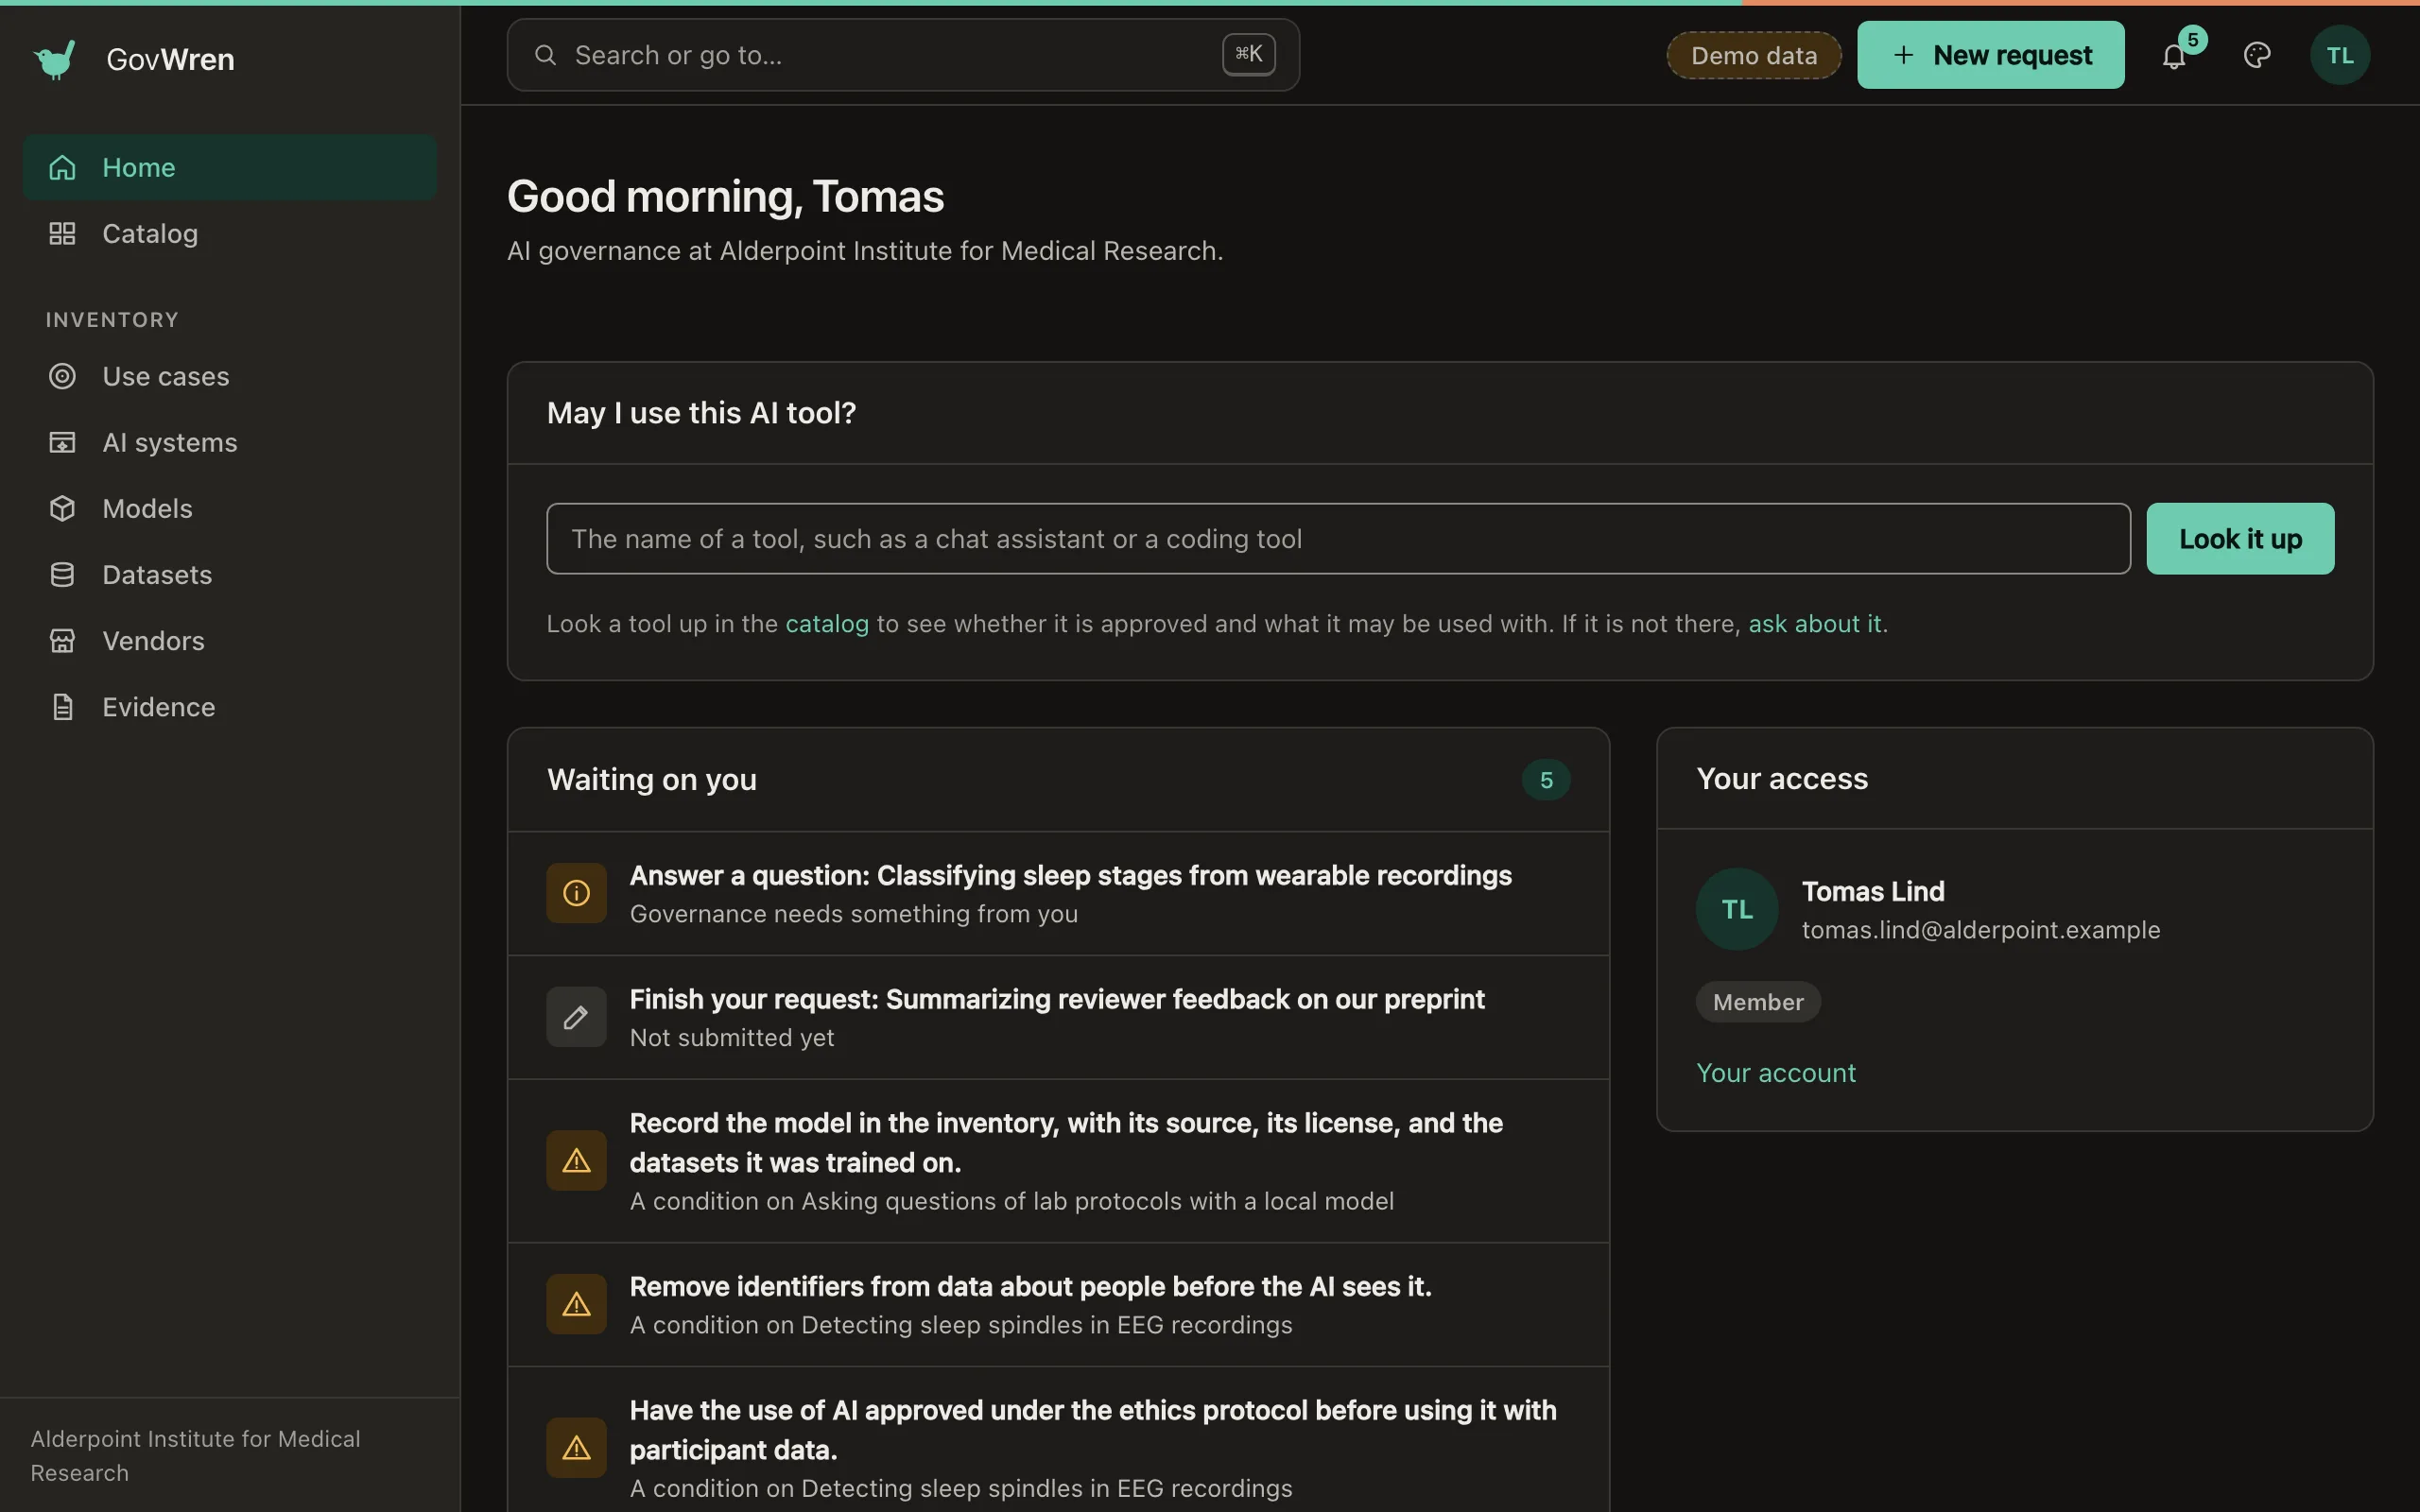 GovWren
Search or go to...
⌘K
Demo data
+ New request
5
TL
Home
Catalog
INVENTORY
Use cases
AI systems
Models
Datasets
Vendors
Evidence
Alderpoint Institute for Medical
Research
Good morning, Tomas
AI governance at Alderpoint Institute for Medical Research.
May I use this AI tool?
The name of a tool, such as a chat assistant or a coding tool
Look it up
Look a tool up in the catalog to see whether it is approved and what it may be used with. If it is not there, ask about it.
Waiting on you
5
Answer a question: Classifying sleep stages from wearable recordings
Governance needs something from you
Finish your request: Summarizing reviewer feedback on our preprint
Not submitted yet
Record the model in the inventory, with its source, its license, and the
datasets it was trained on.
A condition on Asking questions of lab protocols with a local model
Remove identifiers from data about people before the AI sees it.
A condition on Detecting sleep spindles in EEG recordings
Have the use of AI approved under the ethics protocol before using it with
participant data.
A condition on Detecting sleep spindles in EEG recordings
Your access
TL
Tomas Lind
tomas.lind@alderpoint.example
Member
Your account